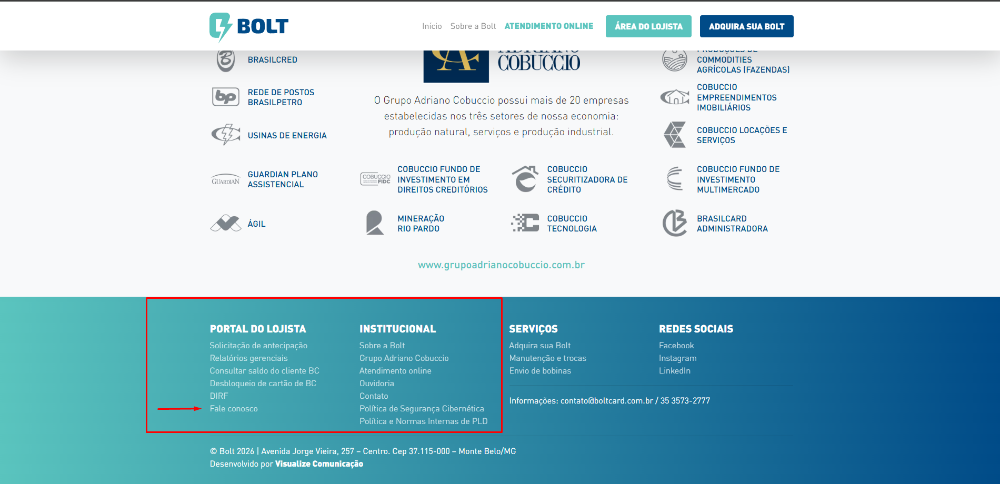 BOLT
Início
Sobre a Bolt
ATENDIMENTO ONLINE
ÁREA DO LOJISTA
ADQUIRA SUA BOLT
BRASILCRED
ADRIANO
COBUCCIO
PRODUÇÕES DE
COMMODITIES
AGRÍCOLAS (FAZENDAS)
bp
REDE DE POSTOS
BRASILPETRO
O Grupo Adriano Cobuccio possui mais de 20 empresas
estabelecidas nos três setores de nossa economia:
produção natural, serviços e produção industrial.
COBUCCIO
EMPREENDIMENTOS
IMOBILIÁRIOS
USINAS DE ENERGIA
COBUCCIO LOCAÇÕES E
SERVIÇOS
GUARDIAN
GUARDIAN PLANO
ASSISTENCIAL
COBUCCIO
FIDC
COBUCCIO FUNDO DE
INVESTIMENTO EM
DIREITOS CREDITÓRIOS
COBUCCIO
SECURITIZADORA DE
CRÉDITO
COBUCCIO FUNDO DE
INVESTIMENTO
MULTIMERCADO
ÁGIL
MINERAÇÃO
RIO PARDO
COBUCCIO
TECNOLOGIA
BRASILCARD
ADMINISTRADORA
www.grupoadrianocobuccio.com.br
PORTAL DO LOJISTA
Solicitação de antecipação
Relatórios gerenciais
Consultar saldo do cliente BC
Desbloqueio de cartão de BC
DIRF
Fale conosco
INSTITUCIONAL
Sobre a Bolt
Grupo Adriano Cobuccio
Atendimento online
Ouvidoria
Contato
Política de Segurança Cibernética
Política e Normas Internas de PLD
SERVIÇOS
Adquira sua Bolt
Manutenção e trocas
Envio de bobinas
REDES SOCIAIS
Facebook
Instagram
LinkedIn
Informações: contato@boltcard.com.br / 35 3573-2777
© Bolt 2026 | Avenida Jorge Vieira, 257 – Centro. Cep 37.115-000 – Monte Belo/MG
Desenvolvido por Visualize Comunicação